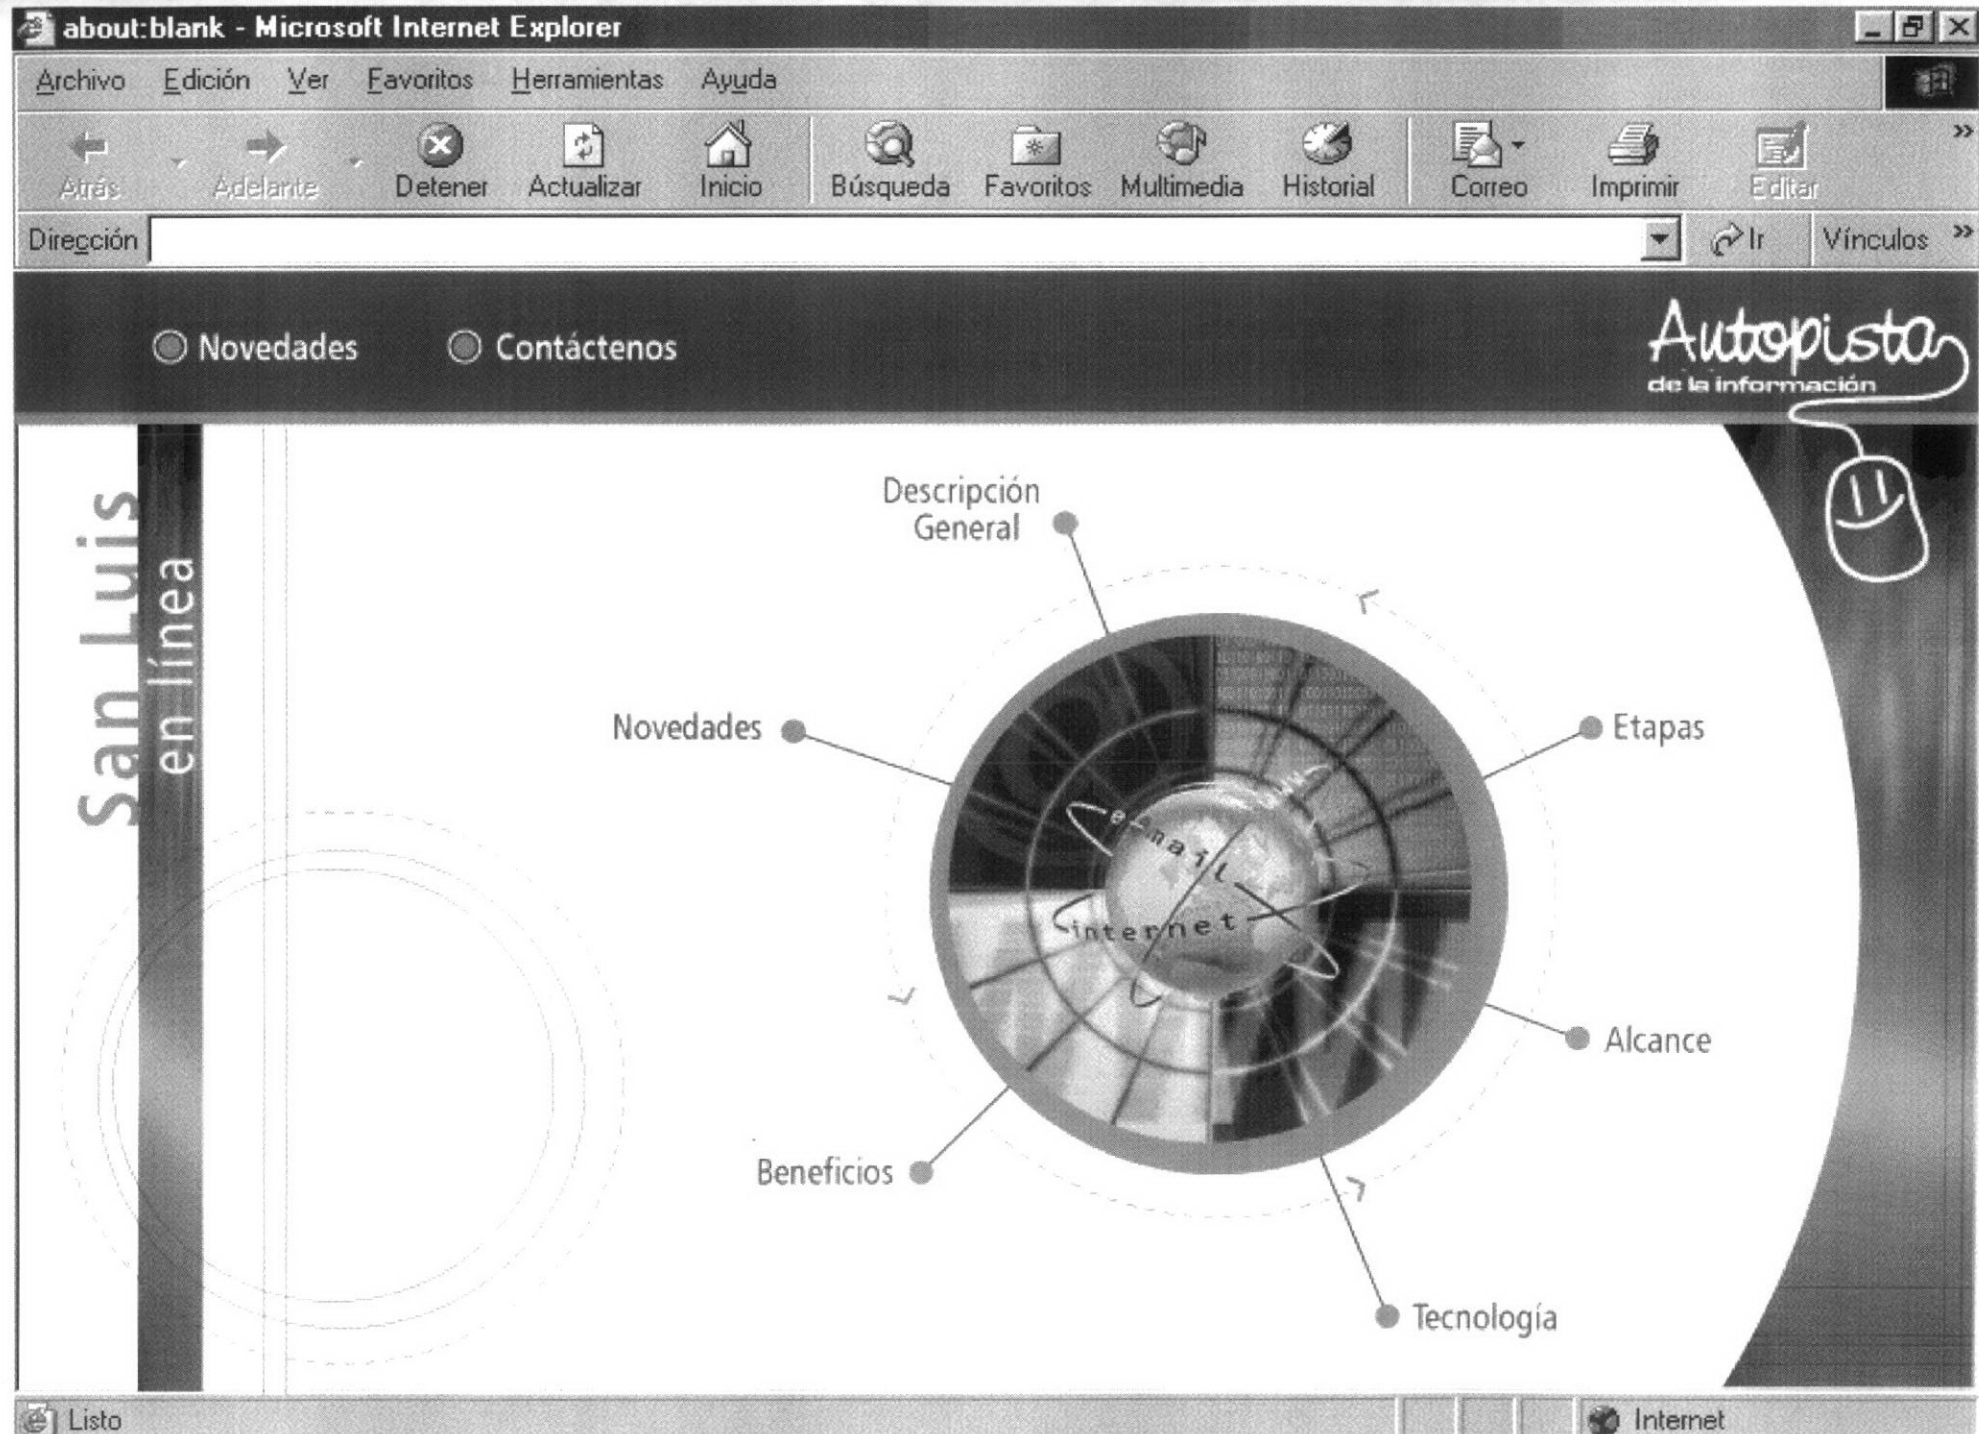 about:blank - Microsoft Internet Explorer
Archivo Edición Ver Favoritos Herramientas Ayuda
Atrás Adelante Detener Actualizar Inicio Búsqueda Favoritos Multimedia Historial Correo Imprimir Editar »
Dirección Ir Vínculos »
Novedades Contáctenos
Autopista
de la información
San Luis
en línea
Descripción
General
Novedades
Etapas
e-mail
internet
Alcance
Beneficios
Tecnología
Listo Internet